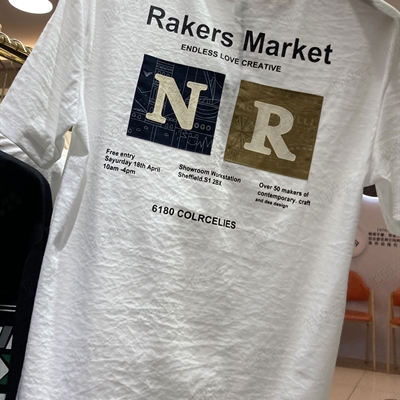 Rakers Market
ENDLESS LOVE CREATIVE
N R
Free entry
Sayurday 18th April
10am -4pm
Showroom Workstation
Sheffield.S1 2BX
Over 50 makers of
contemporary. craft
and dee design
6180 COLRCELIES